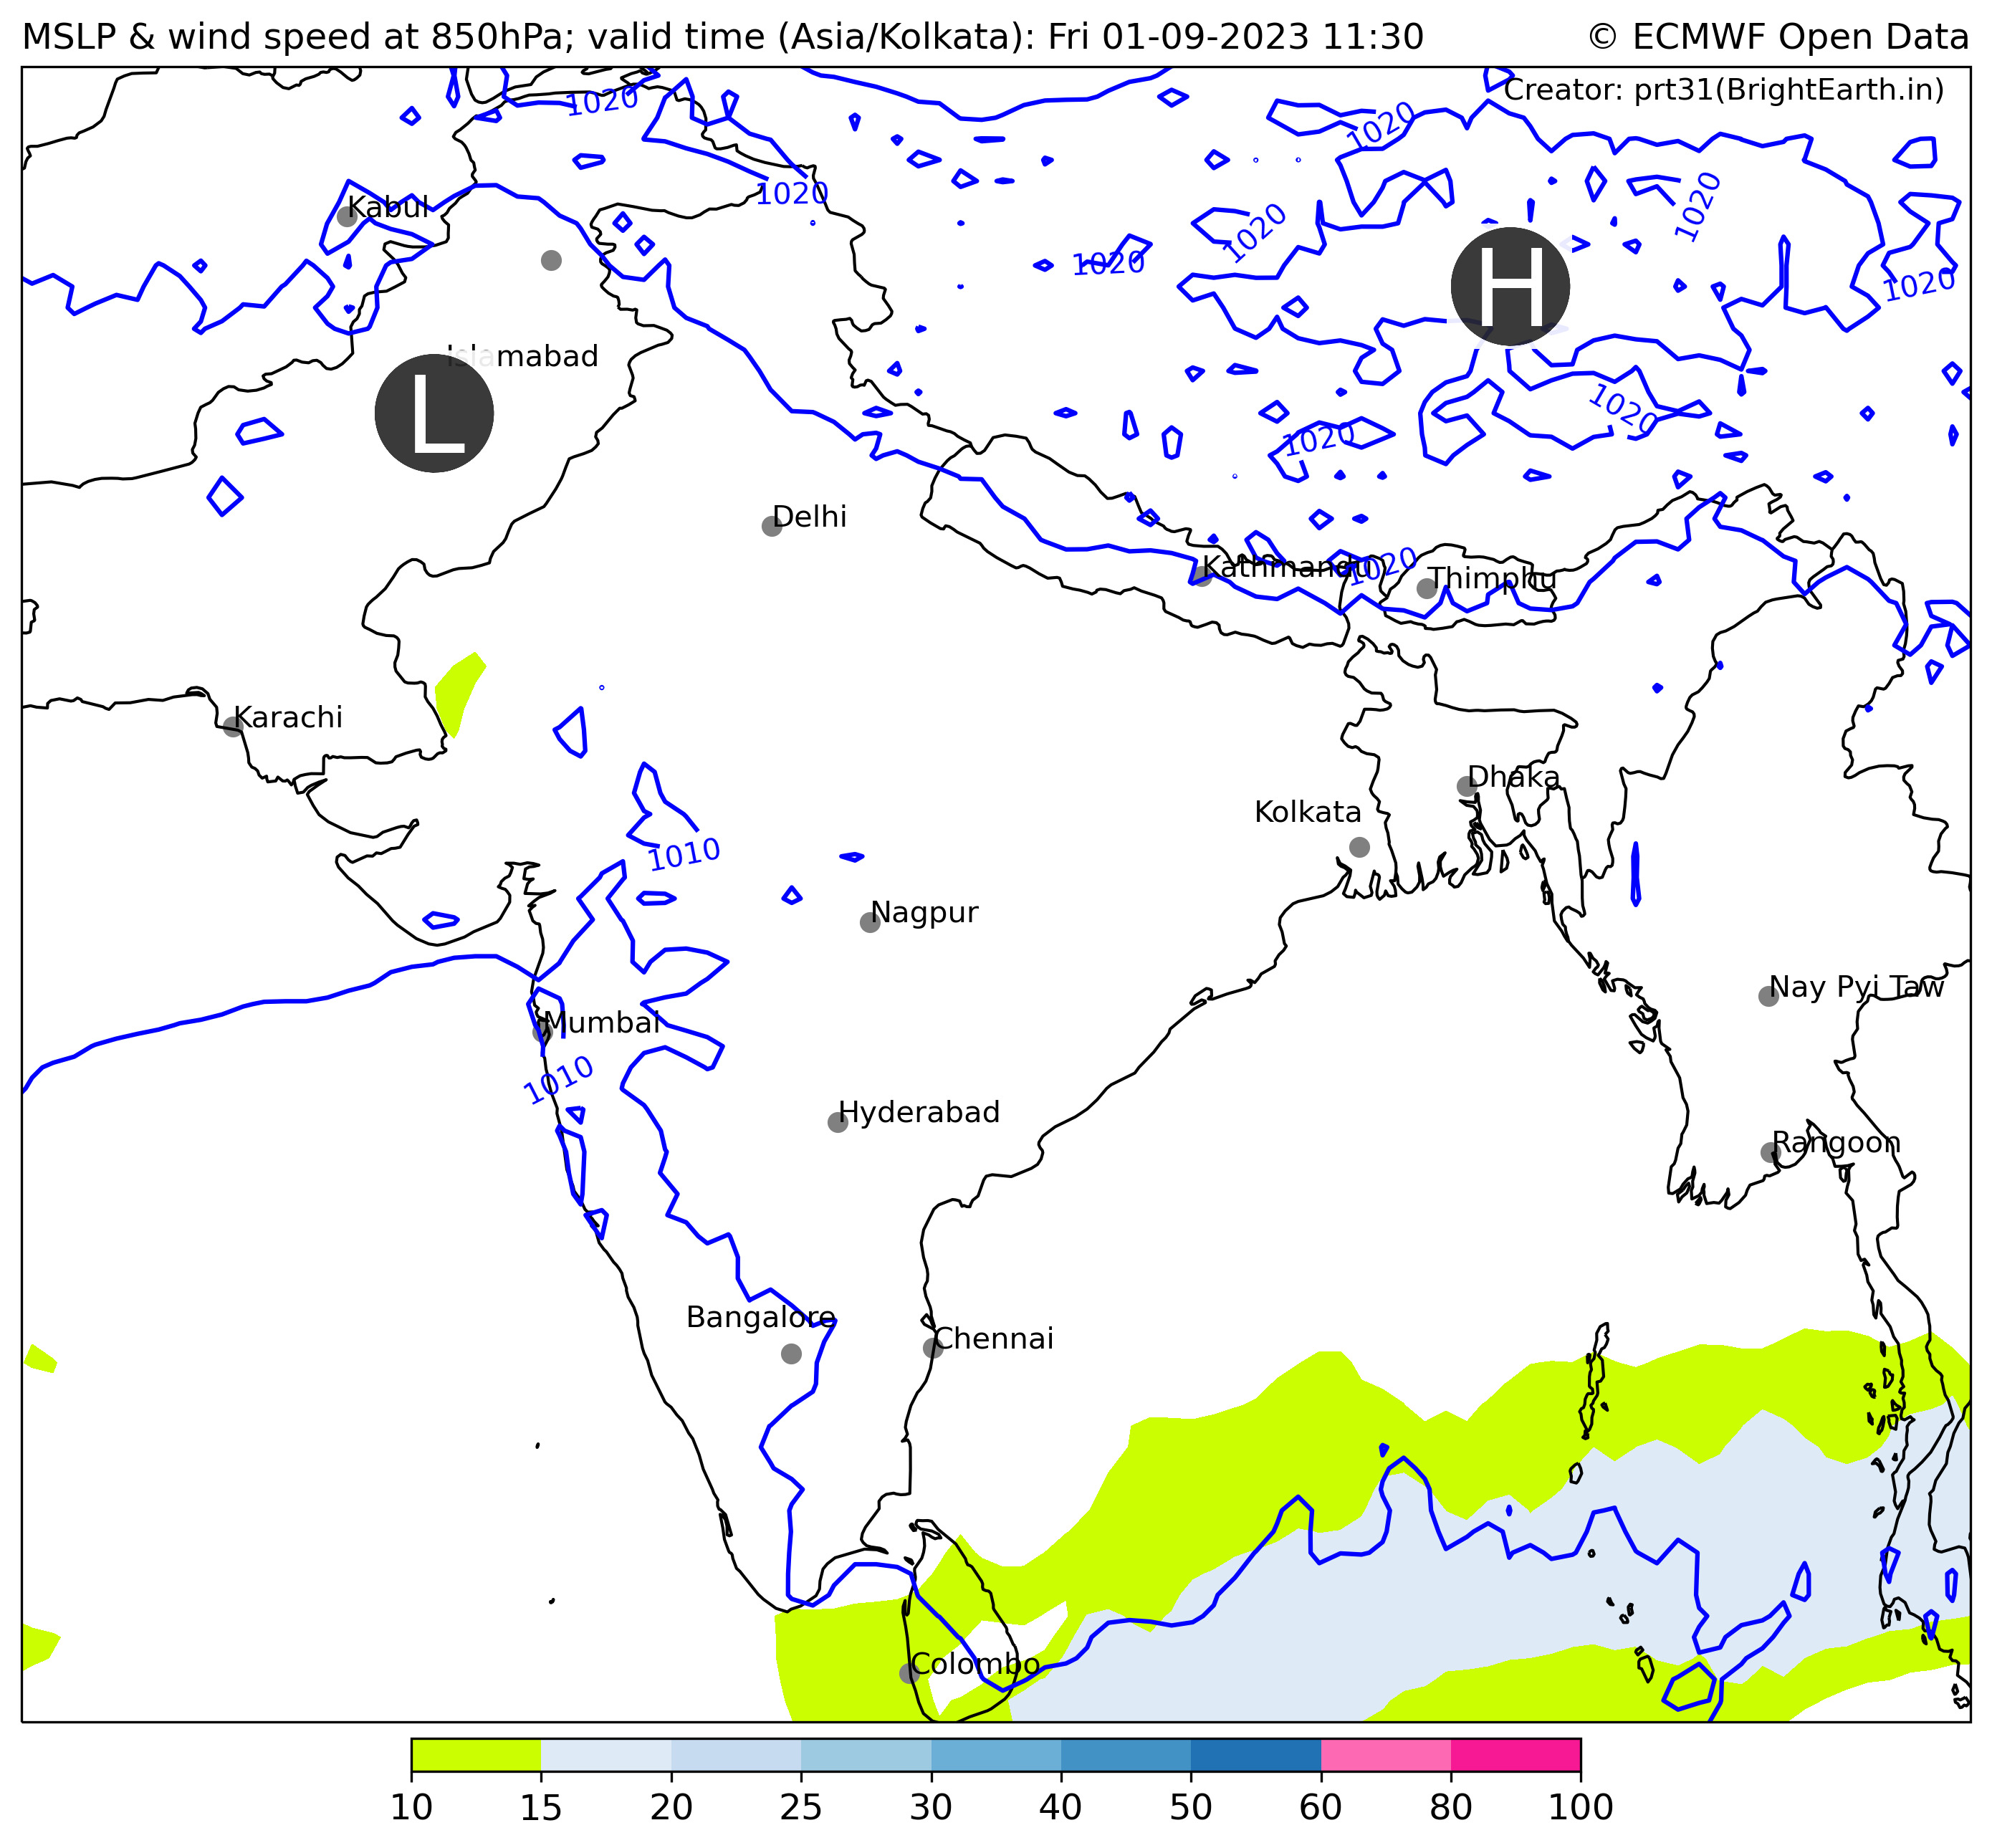 MSLP & wind speed at 850hPa; valid time (Asia/Kolkata): Fri 01-09-2023 11:30
© ECMWF Open Data
Creator: prt31(BrightEarth.in)
1020
1020
1020
1020
1020
1020
1020
Kabul
H
Islamabad
L
1020
1020
Delhi
Kathmandu
1020
Thimphu
Karachi
Dhaka
Kolkata
1010
Nagpur
Nay Pyi Taw
Mumbai
1010
Hyderabad
Rangoon
Bangalore
Chennai
Colombo
10 15 20 25 30 40 50 60 80 100